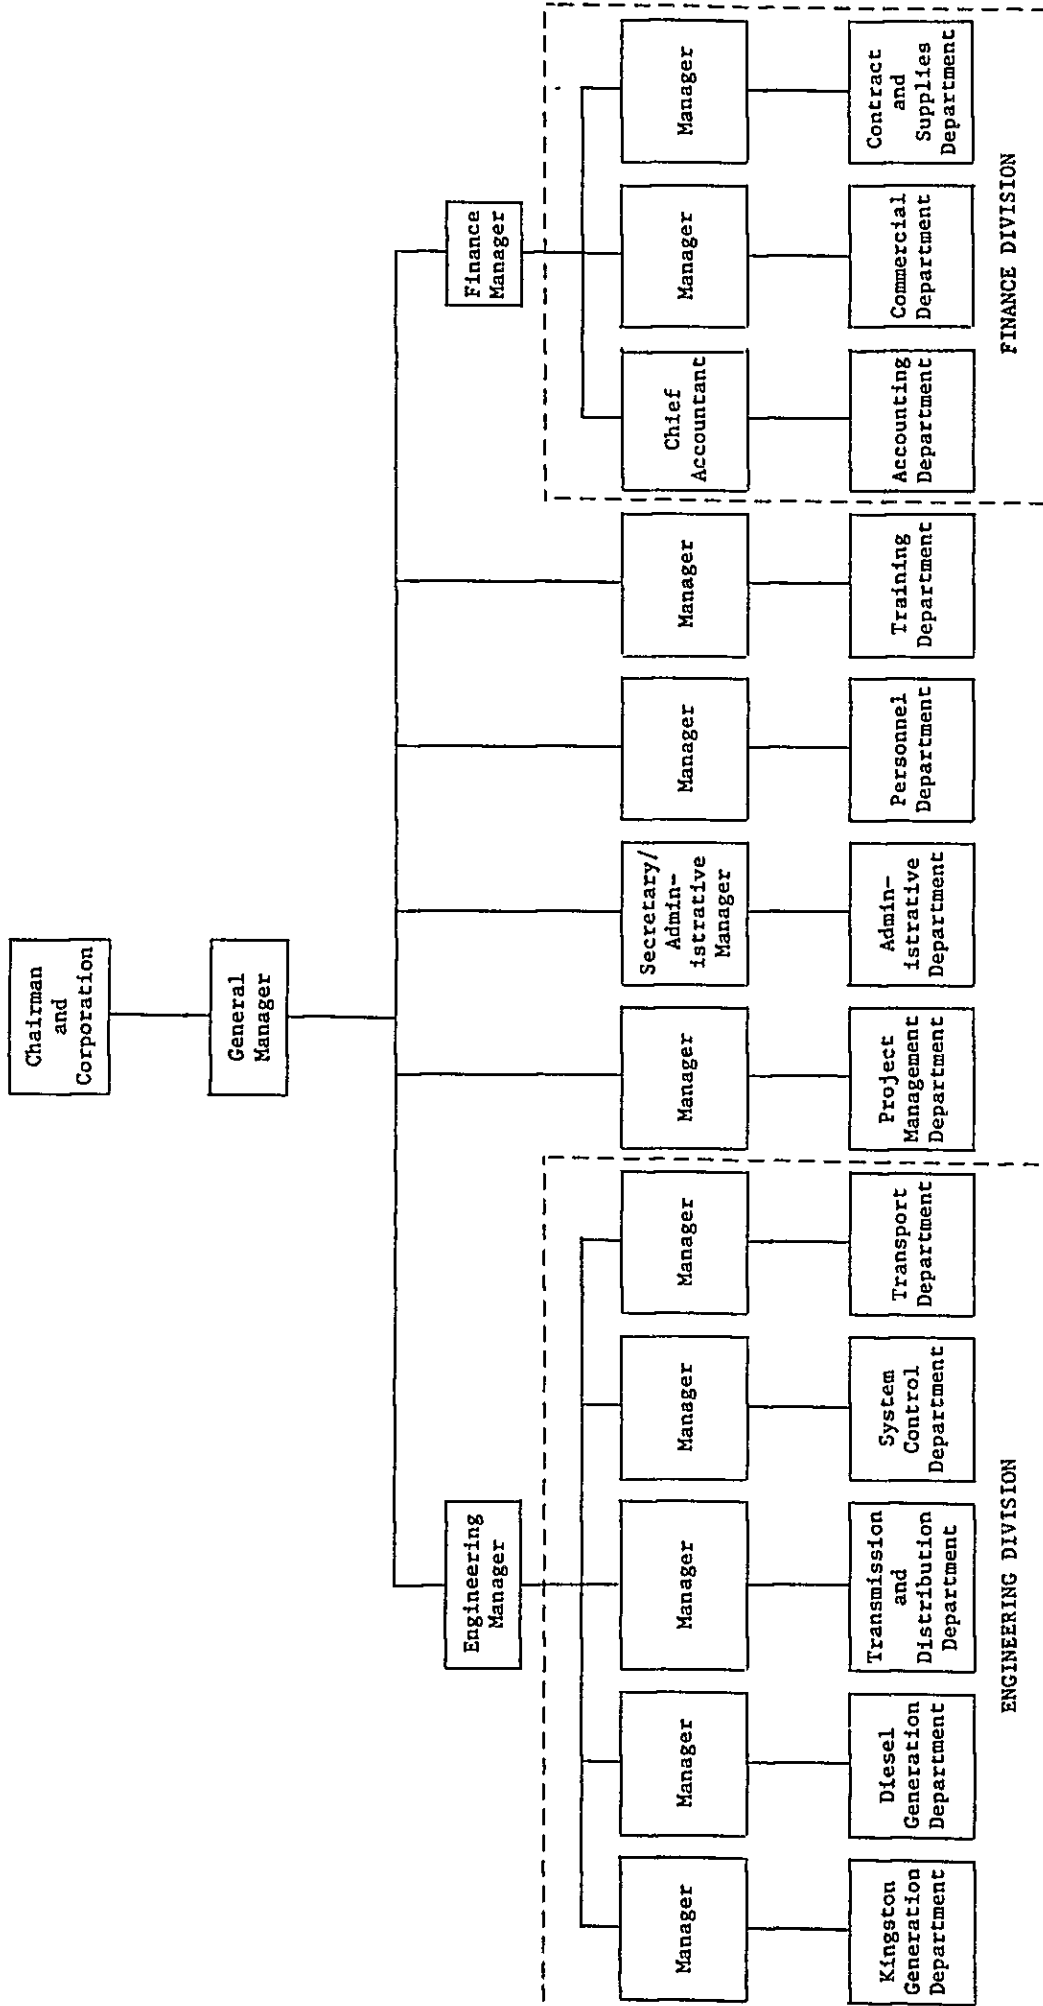 Chairman
and
Corporation
General
Manager
Engineering
Manager
Finance
Manager
Manager
Manager
Manager
Manager
Manager
Manager
Secretary/
Admin-
istrative
Manager
Manager
Manager
Chief
Accountant
Manager
Manager
Kingston
Generation
Department
Diesel
Generation
Department
Transmission
and
Distribution
Department
System
Control
Department
Transport
Department
Project
Management
Department
Admin-
istrative
Department
Personnel
Department
Training
Department
Accounting
Department
Commercial
Department
Contract
and
Supplies
Department
ENGINEERING DIVISION
FINANCE DIVISION